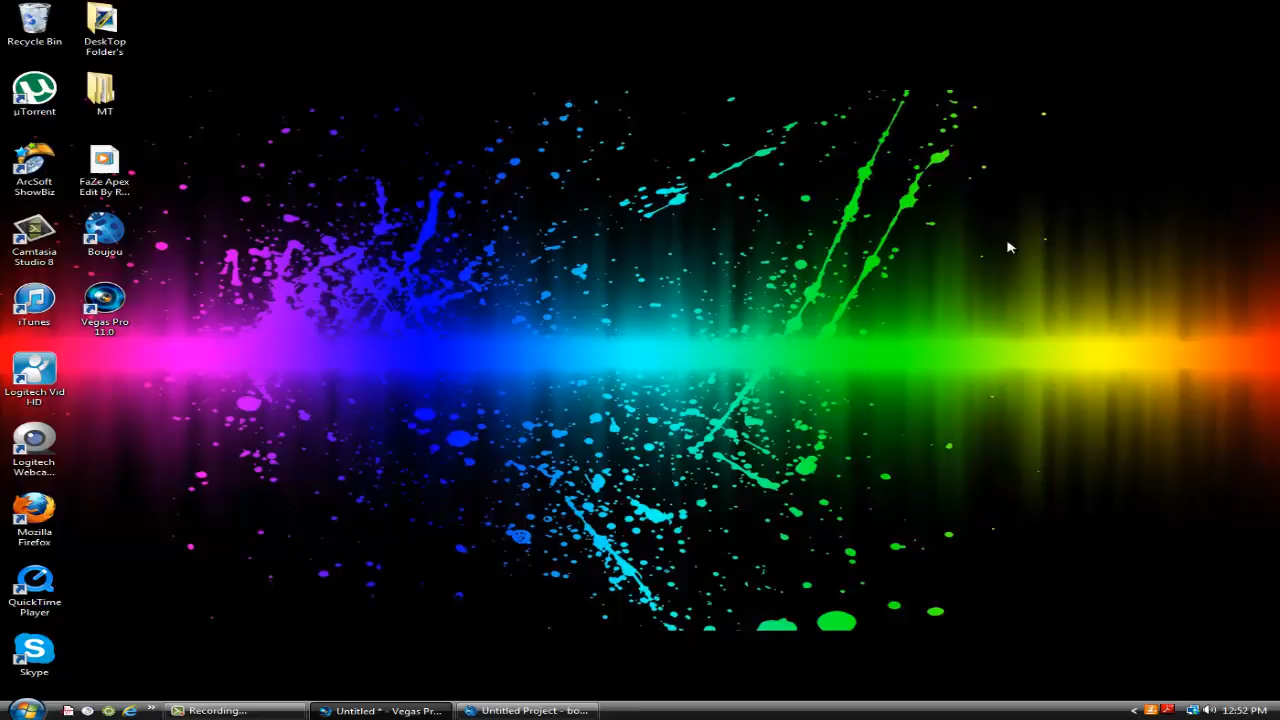 Recycle Bin
DeskTop
Folder's
µTorrent
MT
ArcSoft
ShowBiz
FaZe Apex
Edit By R...
Camtasia
Studio 8
Boujou
iTunes
Vegas Pro
11.0
Logitech Vid
HD
Logitech
Webca...
Mozilla
Firefox
QuickTime
Player
Skype
Recording...
Untitled * - Vegas Pr...
Untitled Project - bo...
12:52 PM